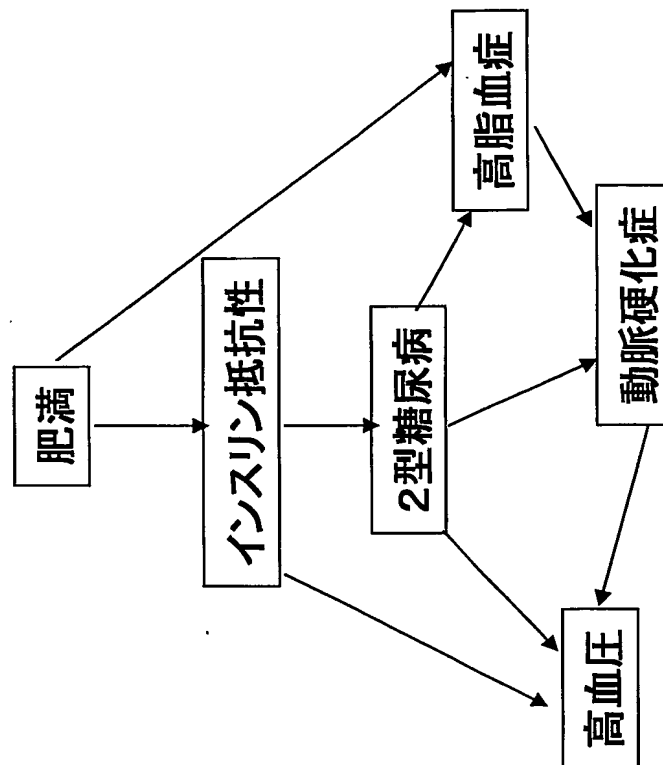 肥満
インスリン抵抗性
2型糖尿病
高脂血症
動脈硬化症
高血圧